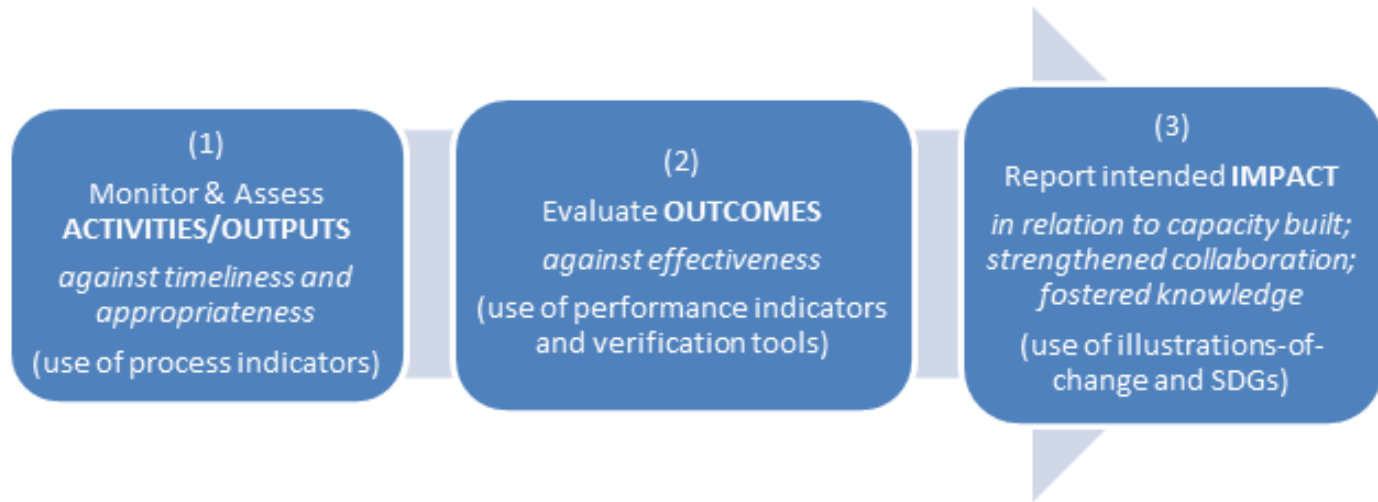 (1)
Monitor & Assess
ACTIVITIES/OUTPUTS
against timeliness and
appropriateness
(use of process indicators)
(2)
Evaluate OUTCOMES
against effectiveness
(use of performance indicators
and verification tools)
(3)
Report intended IMPACT
in relation to capacity built;
strengthened collaboration;
fostered knowledge
(use of illustrations-of-
change and SDGs)